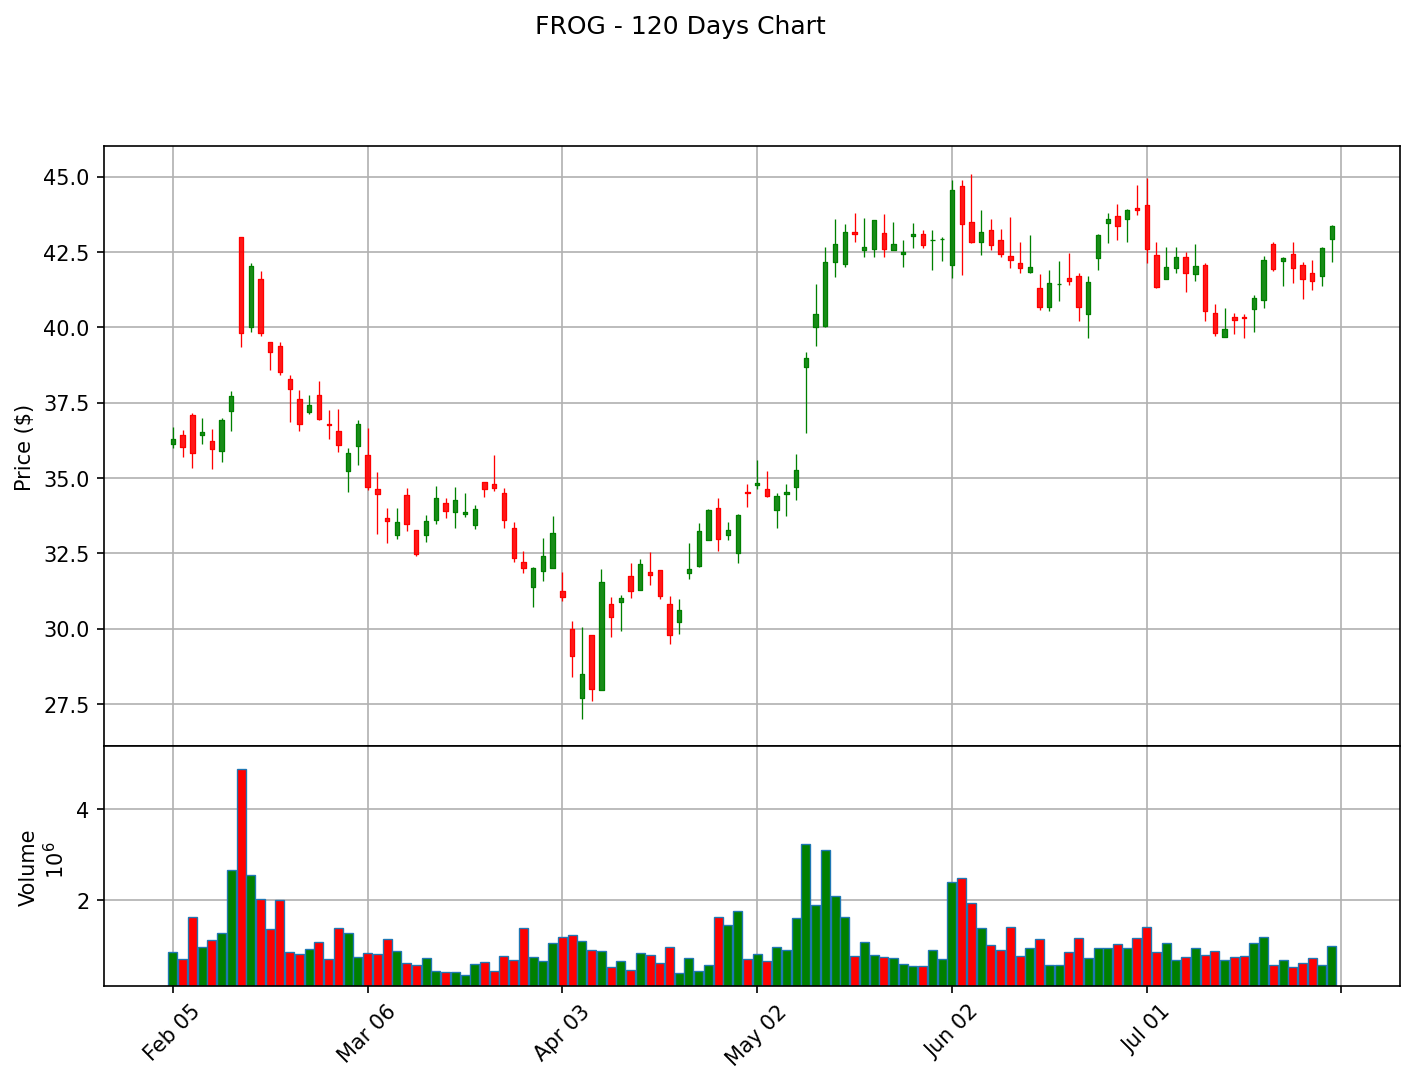 FROG - 120 Days Chart
Price ($)
45.0
42.5
40.0
37.5
35.0
32.5
30.0
27.5
Volume
10^6
4
2
Feb 05
Mar 06
Apr 03
May 02
Jun 02
Jul 01